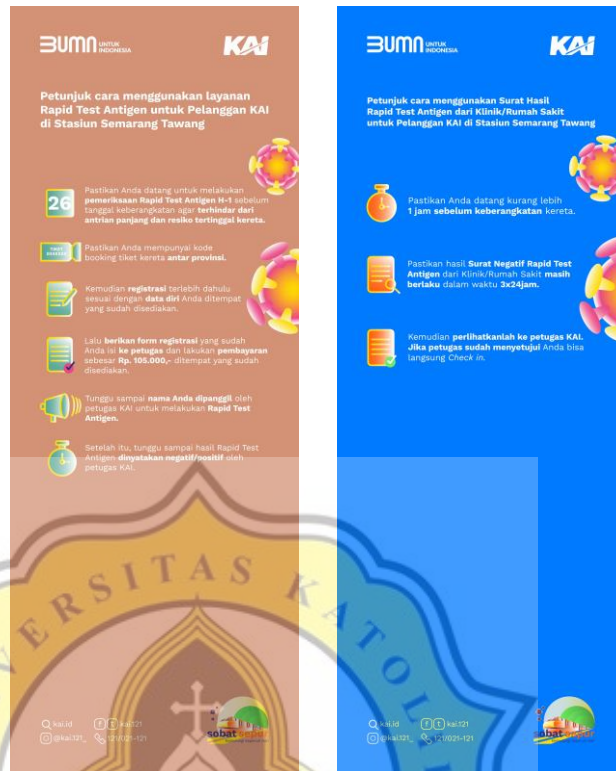 BUMN UNTUK INDONESIA
KAI
Petunjuk cara menggunakan layanan
Rapid Test Antigen untuk Pelanggan KAI
di Stasiun Semarang Tawang
26
Pastikan Anda datang untuk melakukan
pemeriksaan Rapid Test Antigen H-1 sebelum
tanggal keberangkatan agar terhindar dari
antrian panjang dan resiko tertinggal kereta.
Pastikan Anda mempunyai kode
booking tiket kereta antar provinsi.
Kemudian registrasi terlebih dahulu
sesuai dengan data diri Anda ditempat
yang sudah disediakan.
Lalu berikan form registrasi yang sudah
Anda isi ke petugas dan lakukan pembayaran
sebesar Rp. 105.000,- ditempat yang sudah
disediakan.
Tunggu sampai nama Anda dipanggil oleh
petugas KAI untuk melakukan Rapid Test
Antigen.
Setelah itu, tunggu sampai hasil Rapid Test
Antigen dinyatakan negatif/positif oleh
petugas KAI.
ERSITAS KATOL
kai.id
kai121
@kai121_
121/021-121
sobat sepur
BUMN UNTUK INDONESIA
KAI
Petunjuk cara menggunakan Surat Hasil
Rapid Test Antigen dari Klinik/Rumah Sakit
untuk Pelanggan KAI di Stasiun Semarang Tawang
Pastikan Anda datang kurang lebih
1 jam sebelum keberangkatan kereta.
Pastikan hasil Surat Negatif Rapid Test
Antigen dari Klinik/Rumah Sakit masih
berlaku dalam waktu 3x24jam.
Kemudian perlihatkanlah ke petugas KAI.
Jika petugas sudah menyetujui Anda bisa
langsung Check in.
kai.id
kai121
@kai121_
121/021-121
sobat sepur